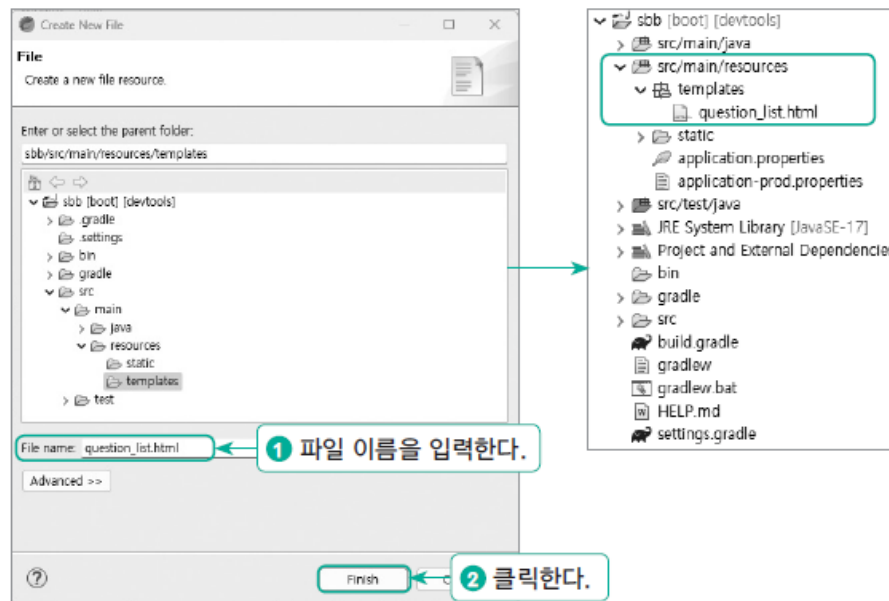 Create New File
File
Create a new file resource.
Enter or select the parent folder:
sbb/src/main/resources/templates
sbb [boot] [devtools]
.gradle
.settings
bin
gradle
src
main
java
resources
static
templates
test
File name: question_list.html
① 파일 이름을 입력한다.
Advanced >>
Finish
② 클릭한다.
sbb [boot] [devtools]
src/main/java
src/main/resources
templates
question_list.html
static
application.properties
application-prod.properties
src/test/java
JRE System Library [JavaSE-17]
Project and External Dependencie
bin
gradle
src
build.gradle
gradlew
gradlew.bat
HELP.md
settings.gradle